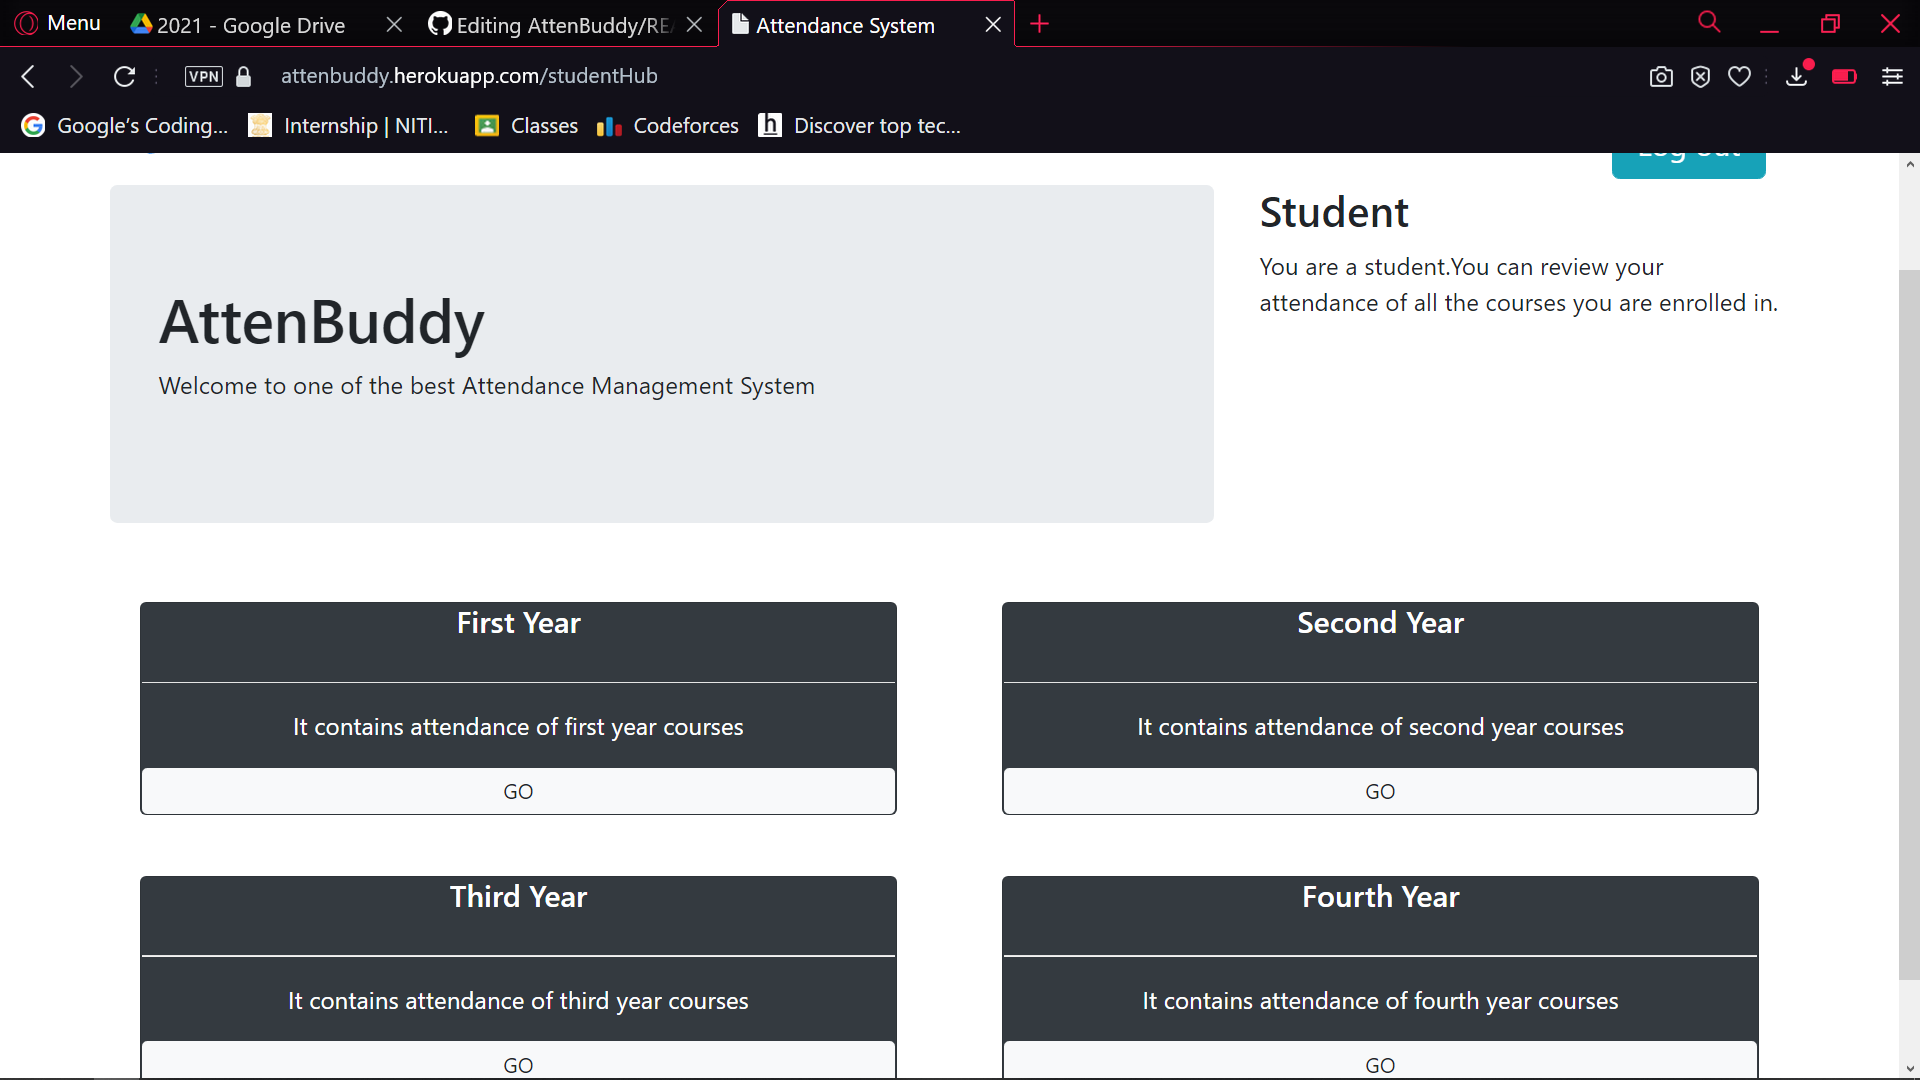 Menu
2021 - Google Drive
Editing AttenBuddy/RE
Attendance System
VPN
attenbuddy.herokuapp.com/studentHub
Google's Coding...
Internship | NITI...
Classes
Codeforces
h
Discover top tec...
Log Out
Student
You are a student.You can review your
attendance of all the courses you are enrolled in.
AttenBuddy
Welcome to one of the best Attendance Management System
First Year
It contains attendance of first year courses
GO
Second Year
It contains attendance of second year courses
GO
Third Year
It contains attendance of third year courses
GO
Fourth Year
It contains attendance of fourth year courses
GO